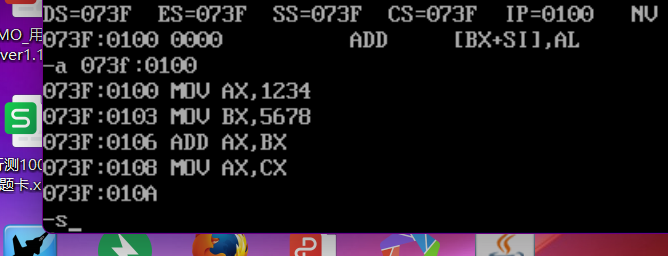 DS=073F ES=073F SS=073F CS=073F IP=0100 NV
073F:0100 0000 ADD [BX+SI],AL
-a 073f:0100
073F:0100 MOV AX,1234
073F:0103 MOV BX,5678
073F:0106 ADD AX,BX
073F:0108 MOV AX,CX
073F:010A
-s_
MO_用
ver1.1
S
行测100
题卡.x